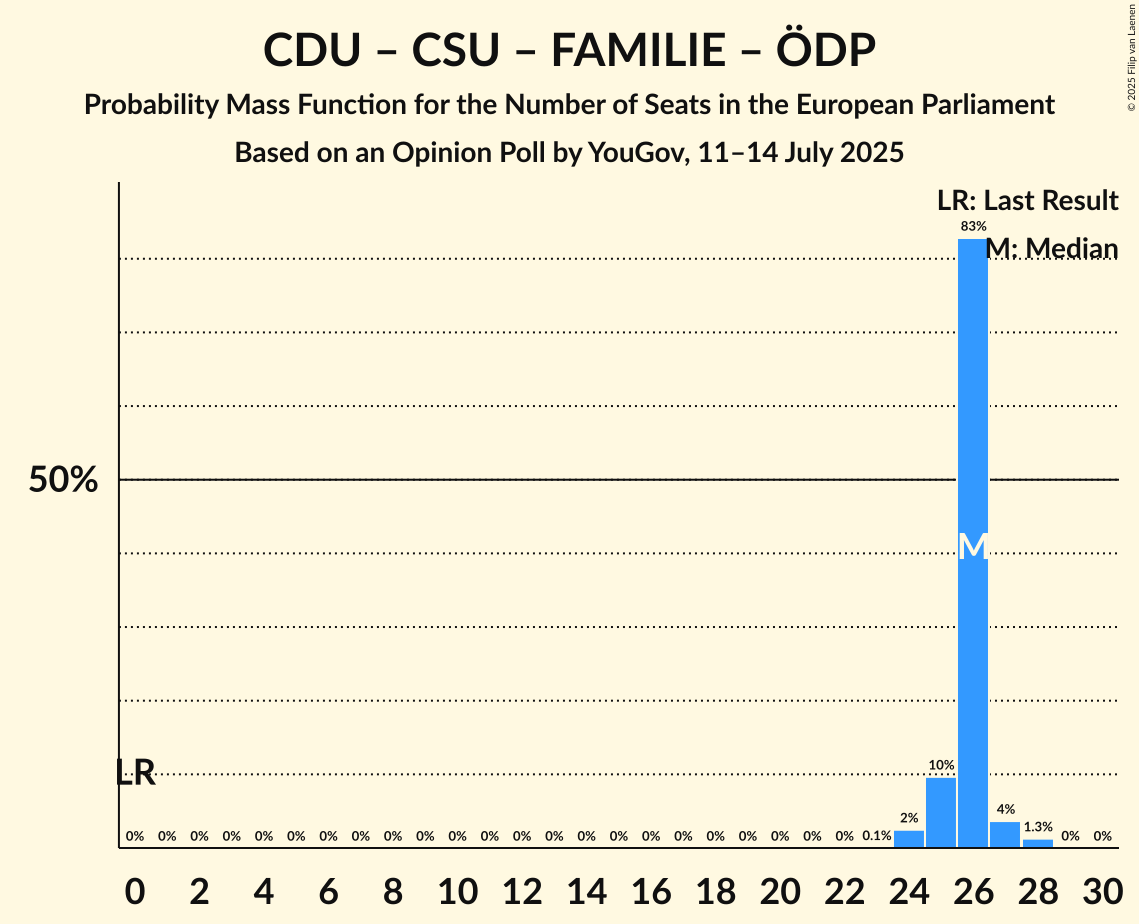 CDU – CSU – FAMILIE – ÖDP
Probability Mass Function for the Number of Seats in the European Parliament
Based on an Opinion Poll by YouGov, 11–14 July 2025
© 2025 Filip van Laenen
LR: Last Result
83%
M: Median
50%
M
LR
10%
0% 0% 0% 0% 0% 0% 0% 0% 0% 0% 0% 0% 0% 0% 0% 0% 0% 0% 0% 0% 0% 0% 0% 0.1% 2% 4% 1.3% 0% 0%
0 2 4 6 8 10 12 14 16 18 20 22 24 26 28 30